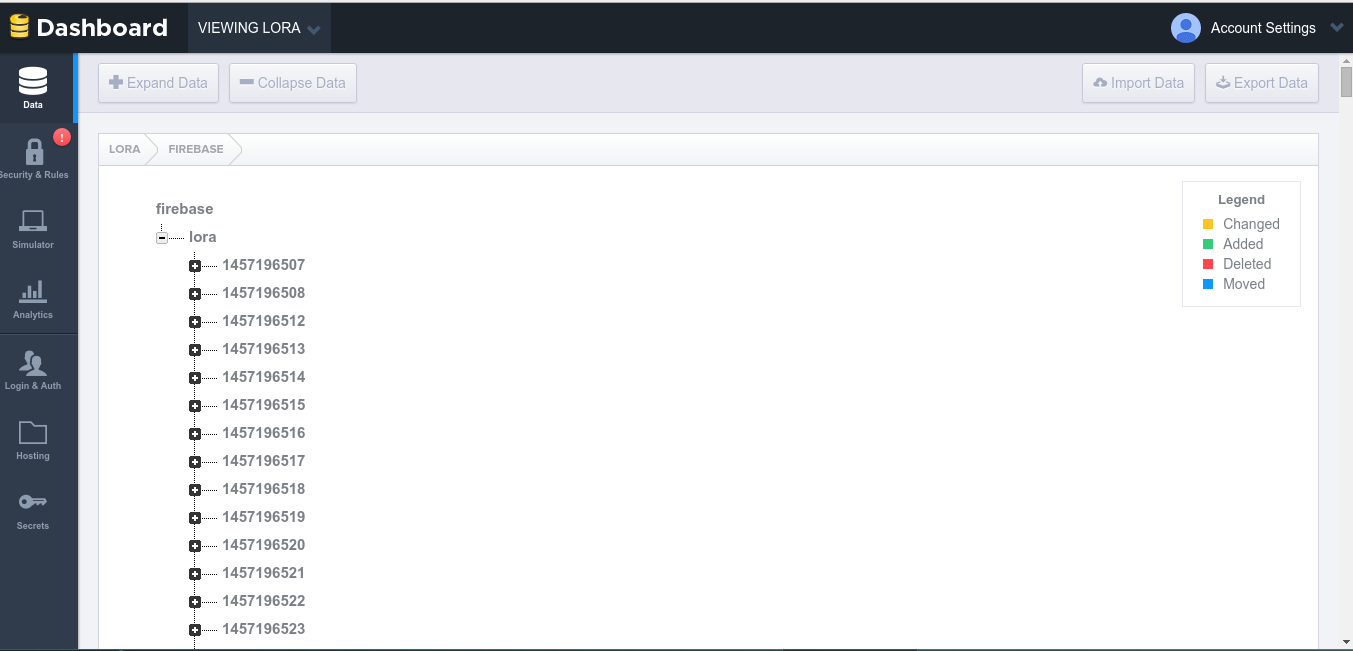 Dashboard
VIEWING LORA
Account Settings
Data
Expand Data
Collapse Data
Import Data
Export Data
!
Security & Rules
Simulator
Analytics
Login & Auth
Hosting
Secrets
LORA
FIREBASE
firebase
lora
1457196507
1457196508
1457196512
1457196513
1457196514
1457196515
1457196516
1457196517
1457196518
1457196519
1457196520
1457196521
1457196522
1457196523
Legend
Changed
Added
Deleted
Moved